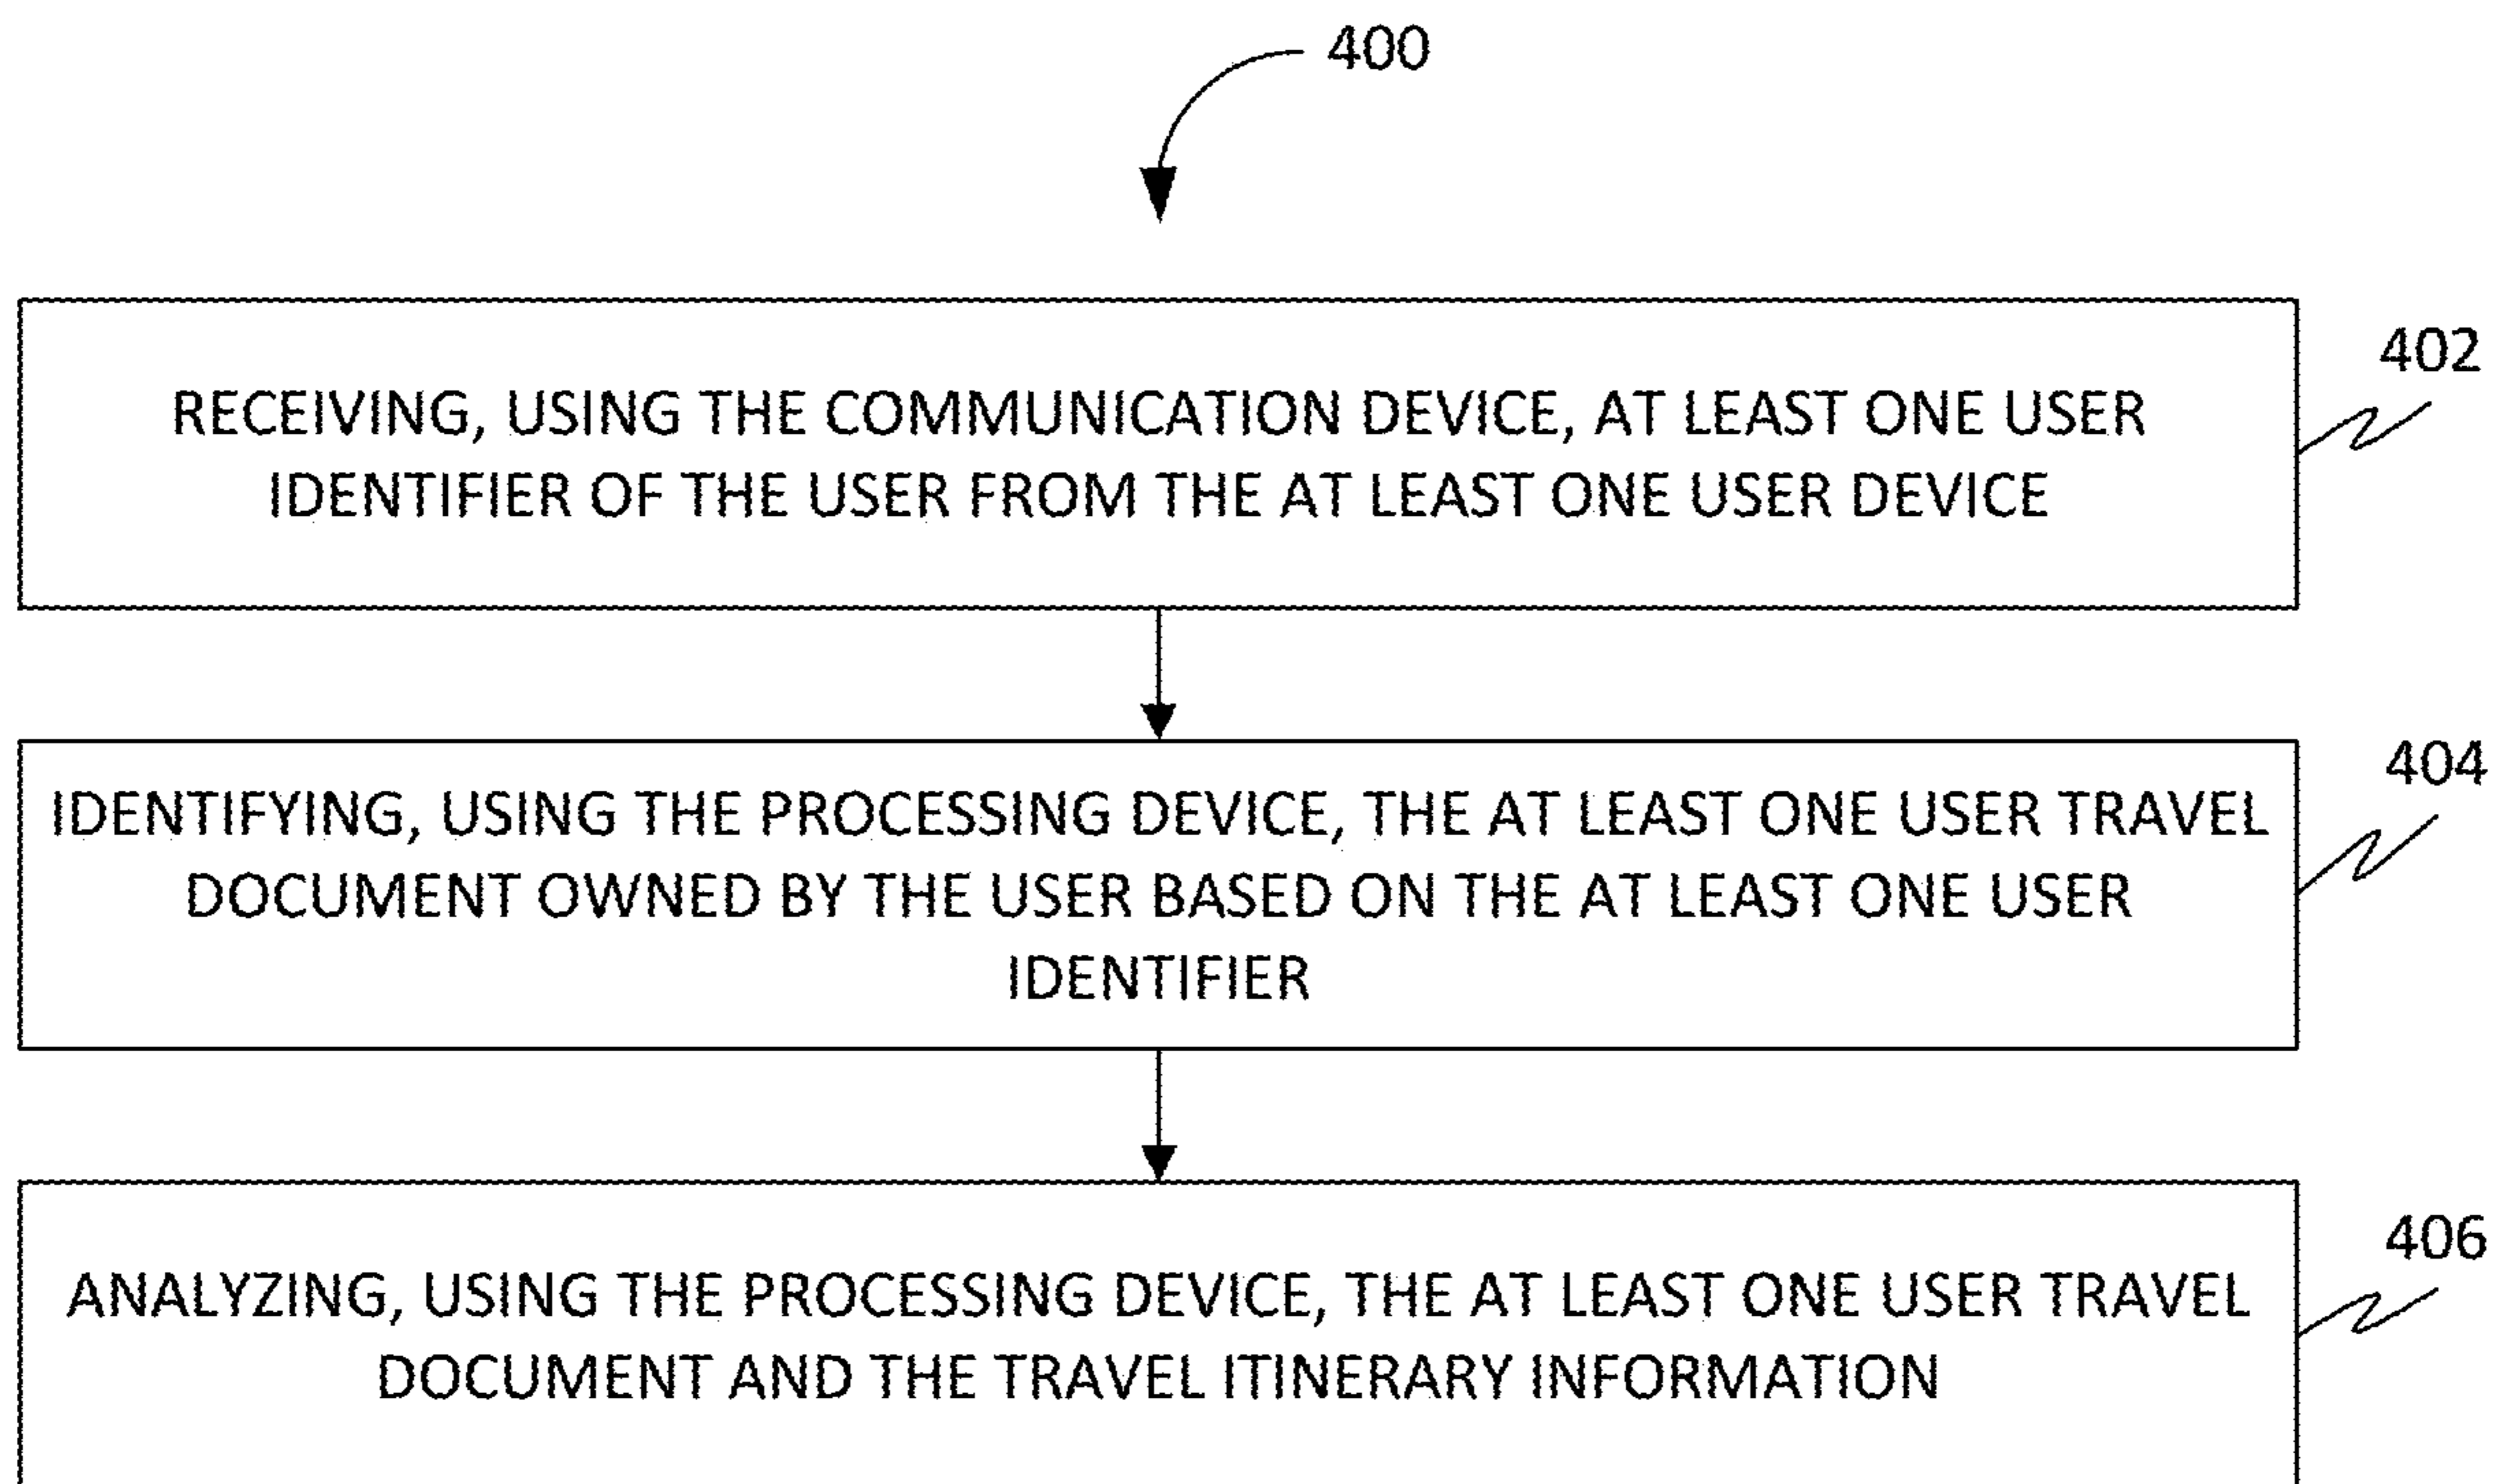 400
402
RECEIVING, USING THE COMMUNICATION DEVICE, AT LEAST ONE USER
IDENTIFIER OF THE USER FROM THE AT LEAST ONE USER DEVICE
404
IDENTIFYING, USING THE PROCESSING DEVICE, THE AT LEAST ONE USER TRAVEL
DOCUMENT OWNED BY THE USER BASED ON THE AT LEAST ONE USER
IDENTIFIER
406
ANALYZING, USING THE PROCESSING DEVICE, THE AT LEAST ONE USER TRAVEL
DOCUMENT AND THE TRAVEL ITINERARY INFORMATION